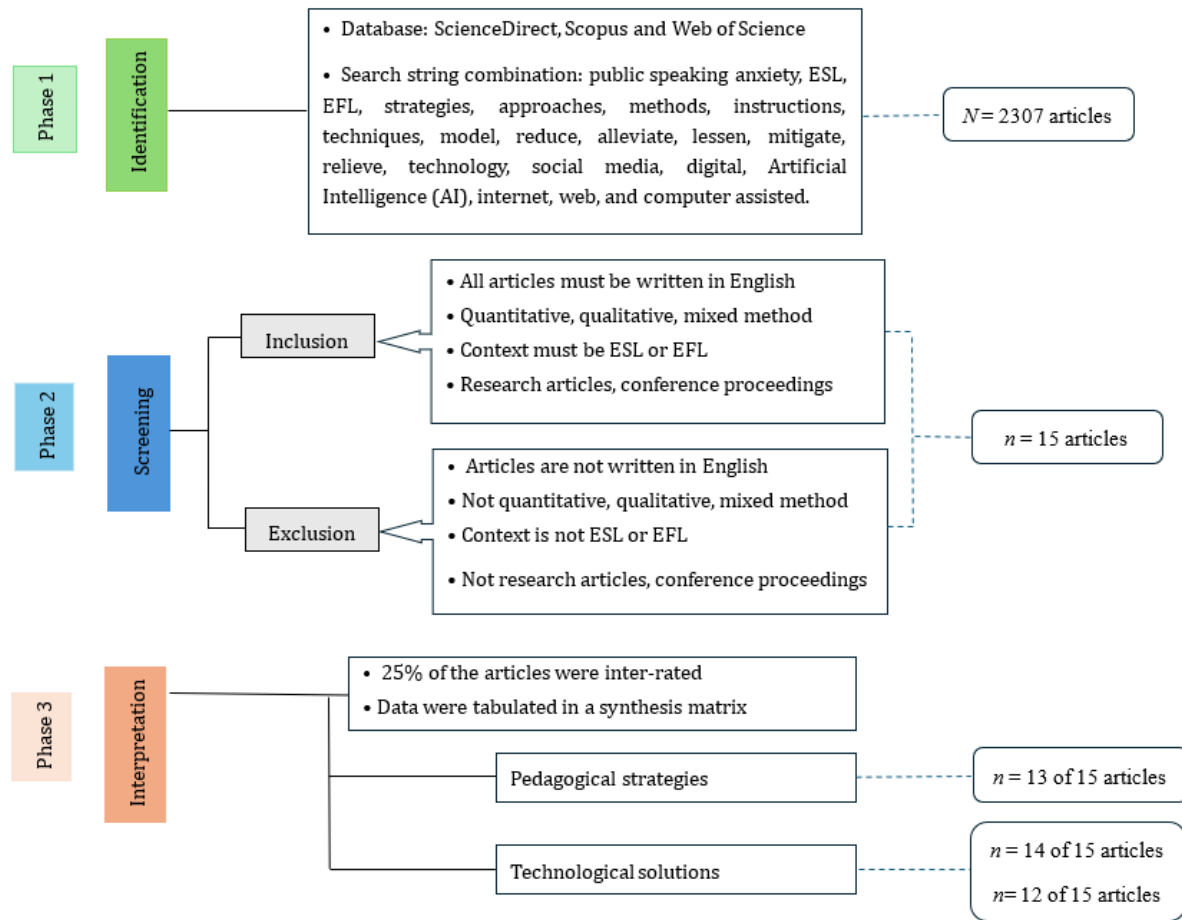 Phase 1
Identification
• Database: ScienceDirect, Scopus and Web of Science
• Search string combination: public speaking anxiety, ESL,
EFL, strategies, approaches, methods, instructions,
techniques, model, reduce, alleviate, lessen, mitigate,
relieve, technology, social media, digital, Artificial
Intelligence (AI), internet, web, and computer assisted.
N = 2307 articles
Phase 2
Screening
Inclusion
• All articles must be written in English
• Quantitative, qualitative, mixed method
• Context must be ESL or EFL
• Research articles, conference proceedings
Exclusion
• Articles are not written in English
• Not quantitative, qualitative, mixed method
• Context is not ESL or EFL
• Not research articles, conference proceedings
n = 15 articles
Phase 3
Interpretation
• 25% of the articles were inter-rated
• Data were tabulated in a synthesis matrix
Pedagogical strategies
n = 13 of 15 articles
Technological solutions
n = 14 of 15 articles
n= 12 of 15 articles